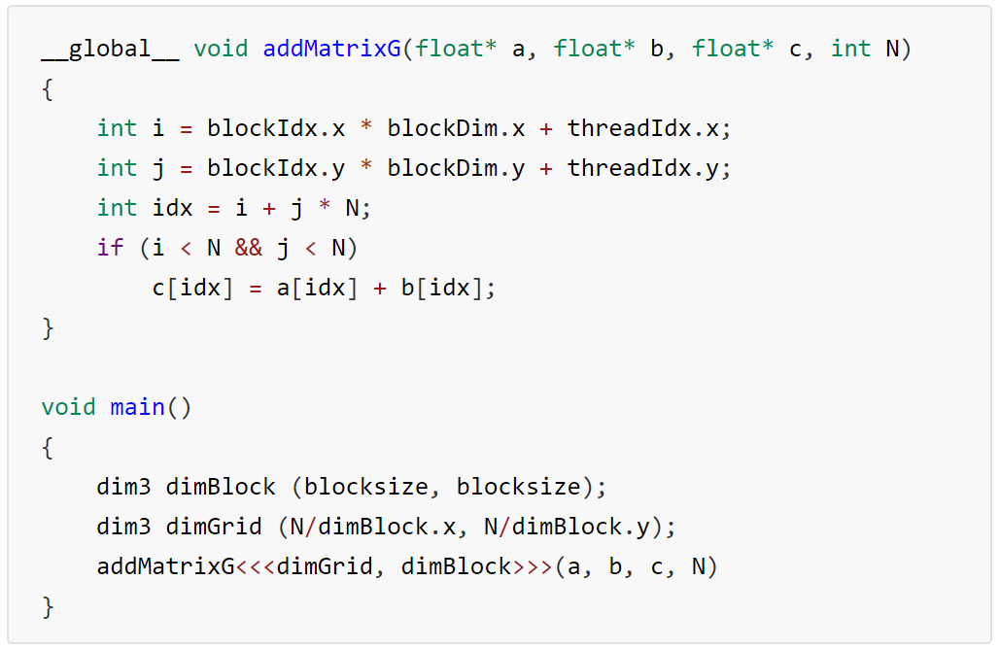 __global__ void addMatrixG(float* a, float* b, float* c, int N)
{
    int i = blockIdx.x * blockDim.x + threadIdx.x;
    int j = blockIdx.y * blockDim.y + threadIdx.y;
    int idx = i + j * N;
    if (i < N && j < N)
        c[idx] = a[idx] + b[idx];
}

void main()
{
    dim3 dimBlock (blocksize, blocksize);
    dim3 dimGrid (N/dimBlock.x, N/dimBlock.y);
    addMatrixG<<<dimGrid, dimBlock>>>(a, b, c, N)
}